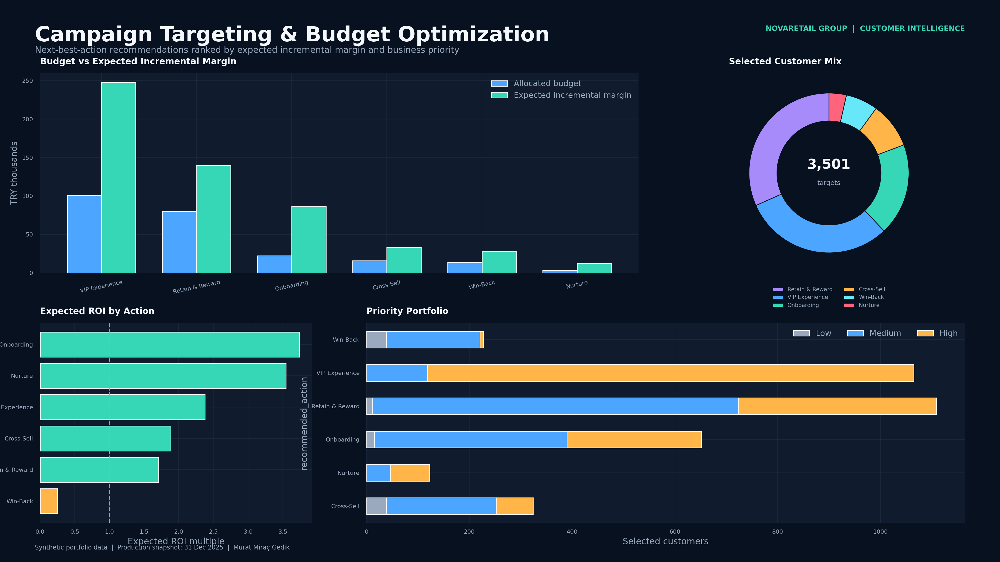 Campaign Targeting & Budget Optimization
NOVARETAIL GROUP | CUSTOMER INTELLIGENCE
Next-best-action recommendations ranked by expected incremental margin and business priority
Budget vs Expected Incremental Margin
TRY thousands
250
200
150
100
50
0
Allocated budget
Expected incremental margin
VIP Experience
Retain & Reward
Onboarding
Cross-Sell
Win-Back
Nurture
Selected Customer Mix
3,501
targets
Retain & Reward
VIP Experience
Onboarding
Cross-Sell
Win-Back
Nurture
Expected ROI by Action
Onboarding
Nurture
Experience
Cross-Sell
n & Reward
Win-Back
0.0
0.5
1.0
1.5
2.0
2.5
3.0
3.5
Expected ROI multiple
Priority Portfolio
recommended_action
Low
Medium
High
Win-Back
VIP Experience
Retain & Reward
Onboarding
Nurture
Cross-Sell
0
200
400
600
800
1000
Selected customers
Synthetic portfolio data | Production snapshot: 31 Dec 2025 | Murat Miraç Gedik